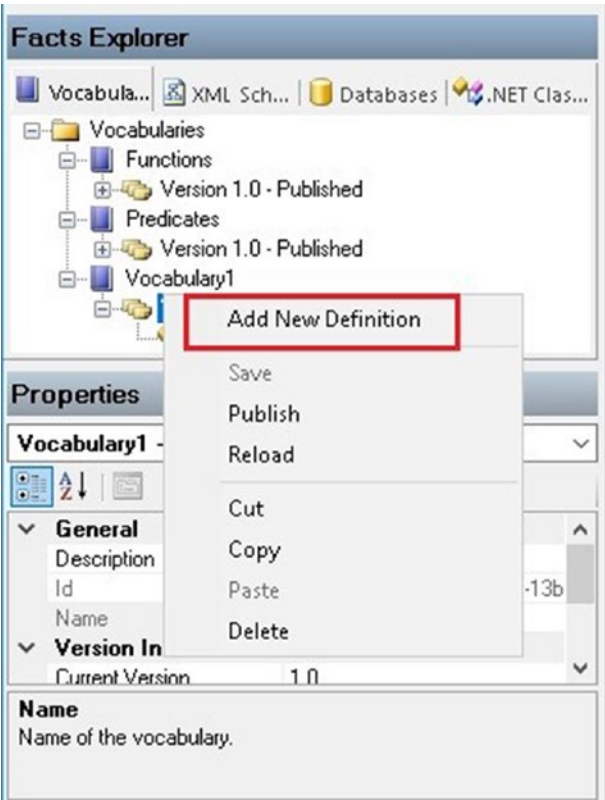 Facts Explorer
Vocabula... XML Sch... Databases .NET Clas...
Vocabularies
Functions
Version 1.0 - Published
Predicates
Version 1.0 - Published
Vocabulary1
Add New Definition
Save
Publish
Reload
Cut
Copy
Paste
Delete
Properties
Vocabulary1 -
General
Description
Id -13b
Name
Version In
Current Version 1.0
Name
Name of the vocabulary.